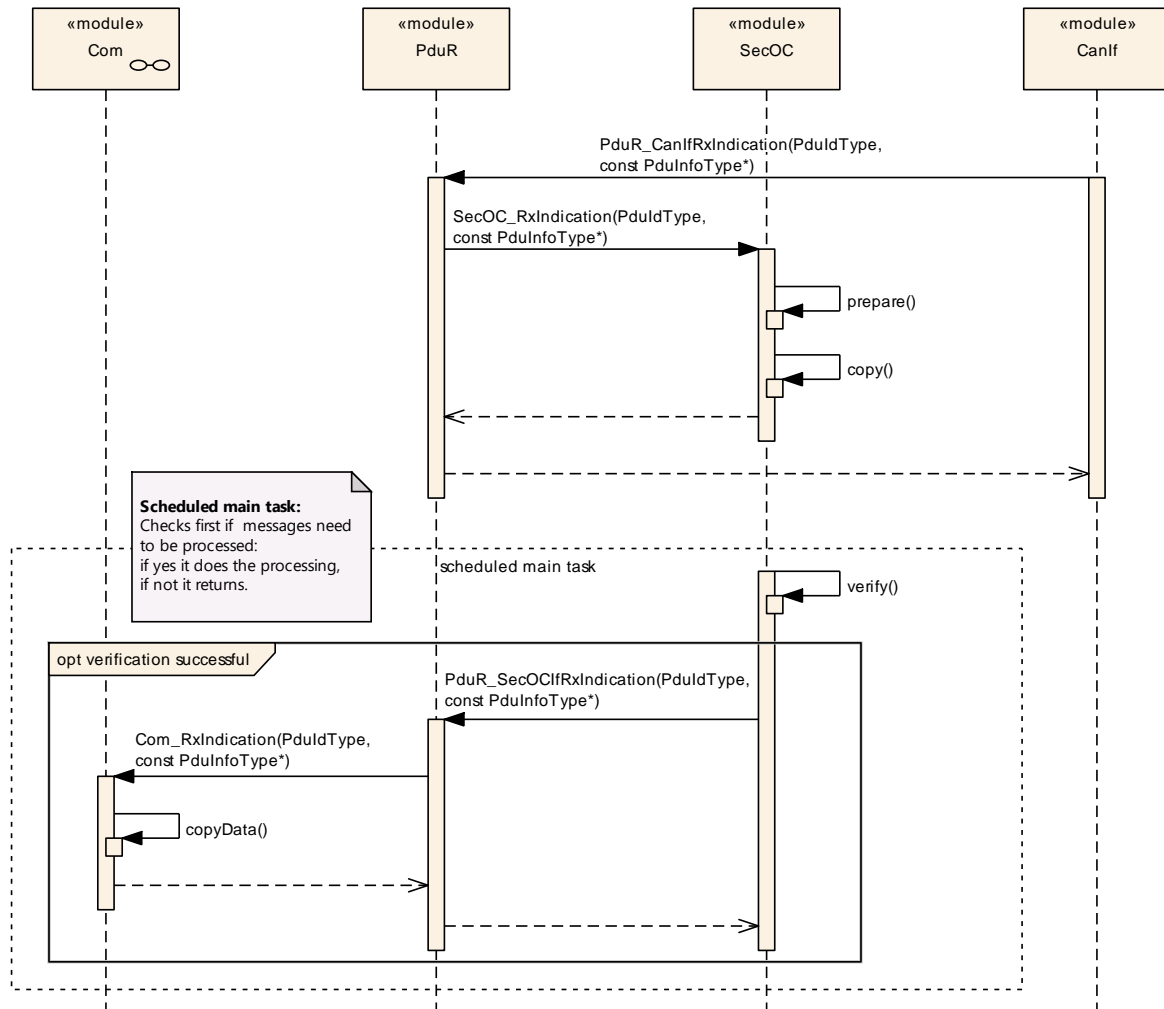 «module»
Com
«module»
PduR
«module»
SecOC
«module»
CanIf
PduR_CanIfRxIndication(PduIdType,
const PduInfoType*)
SecOC_RxIndication(PduIdType,
const PduInfoType*)
prepare()
copy()
Scheduled main task:
Checks first if messages need
to be processed:
if yes it does the processing,
if not it returns.
scheduled main task
verify()
opt verification successful
PduR_SecOCIfRxIndication(PduIdType,
const PduInfoType*)
Com_RxIndication(PduIdType,
const PduInfoType*)
copyData()